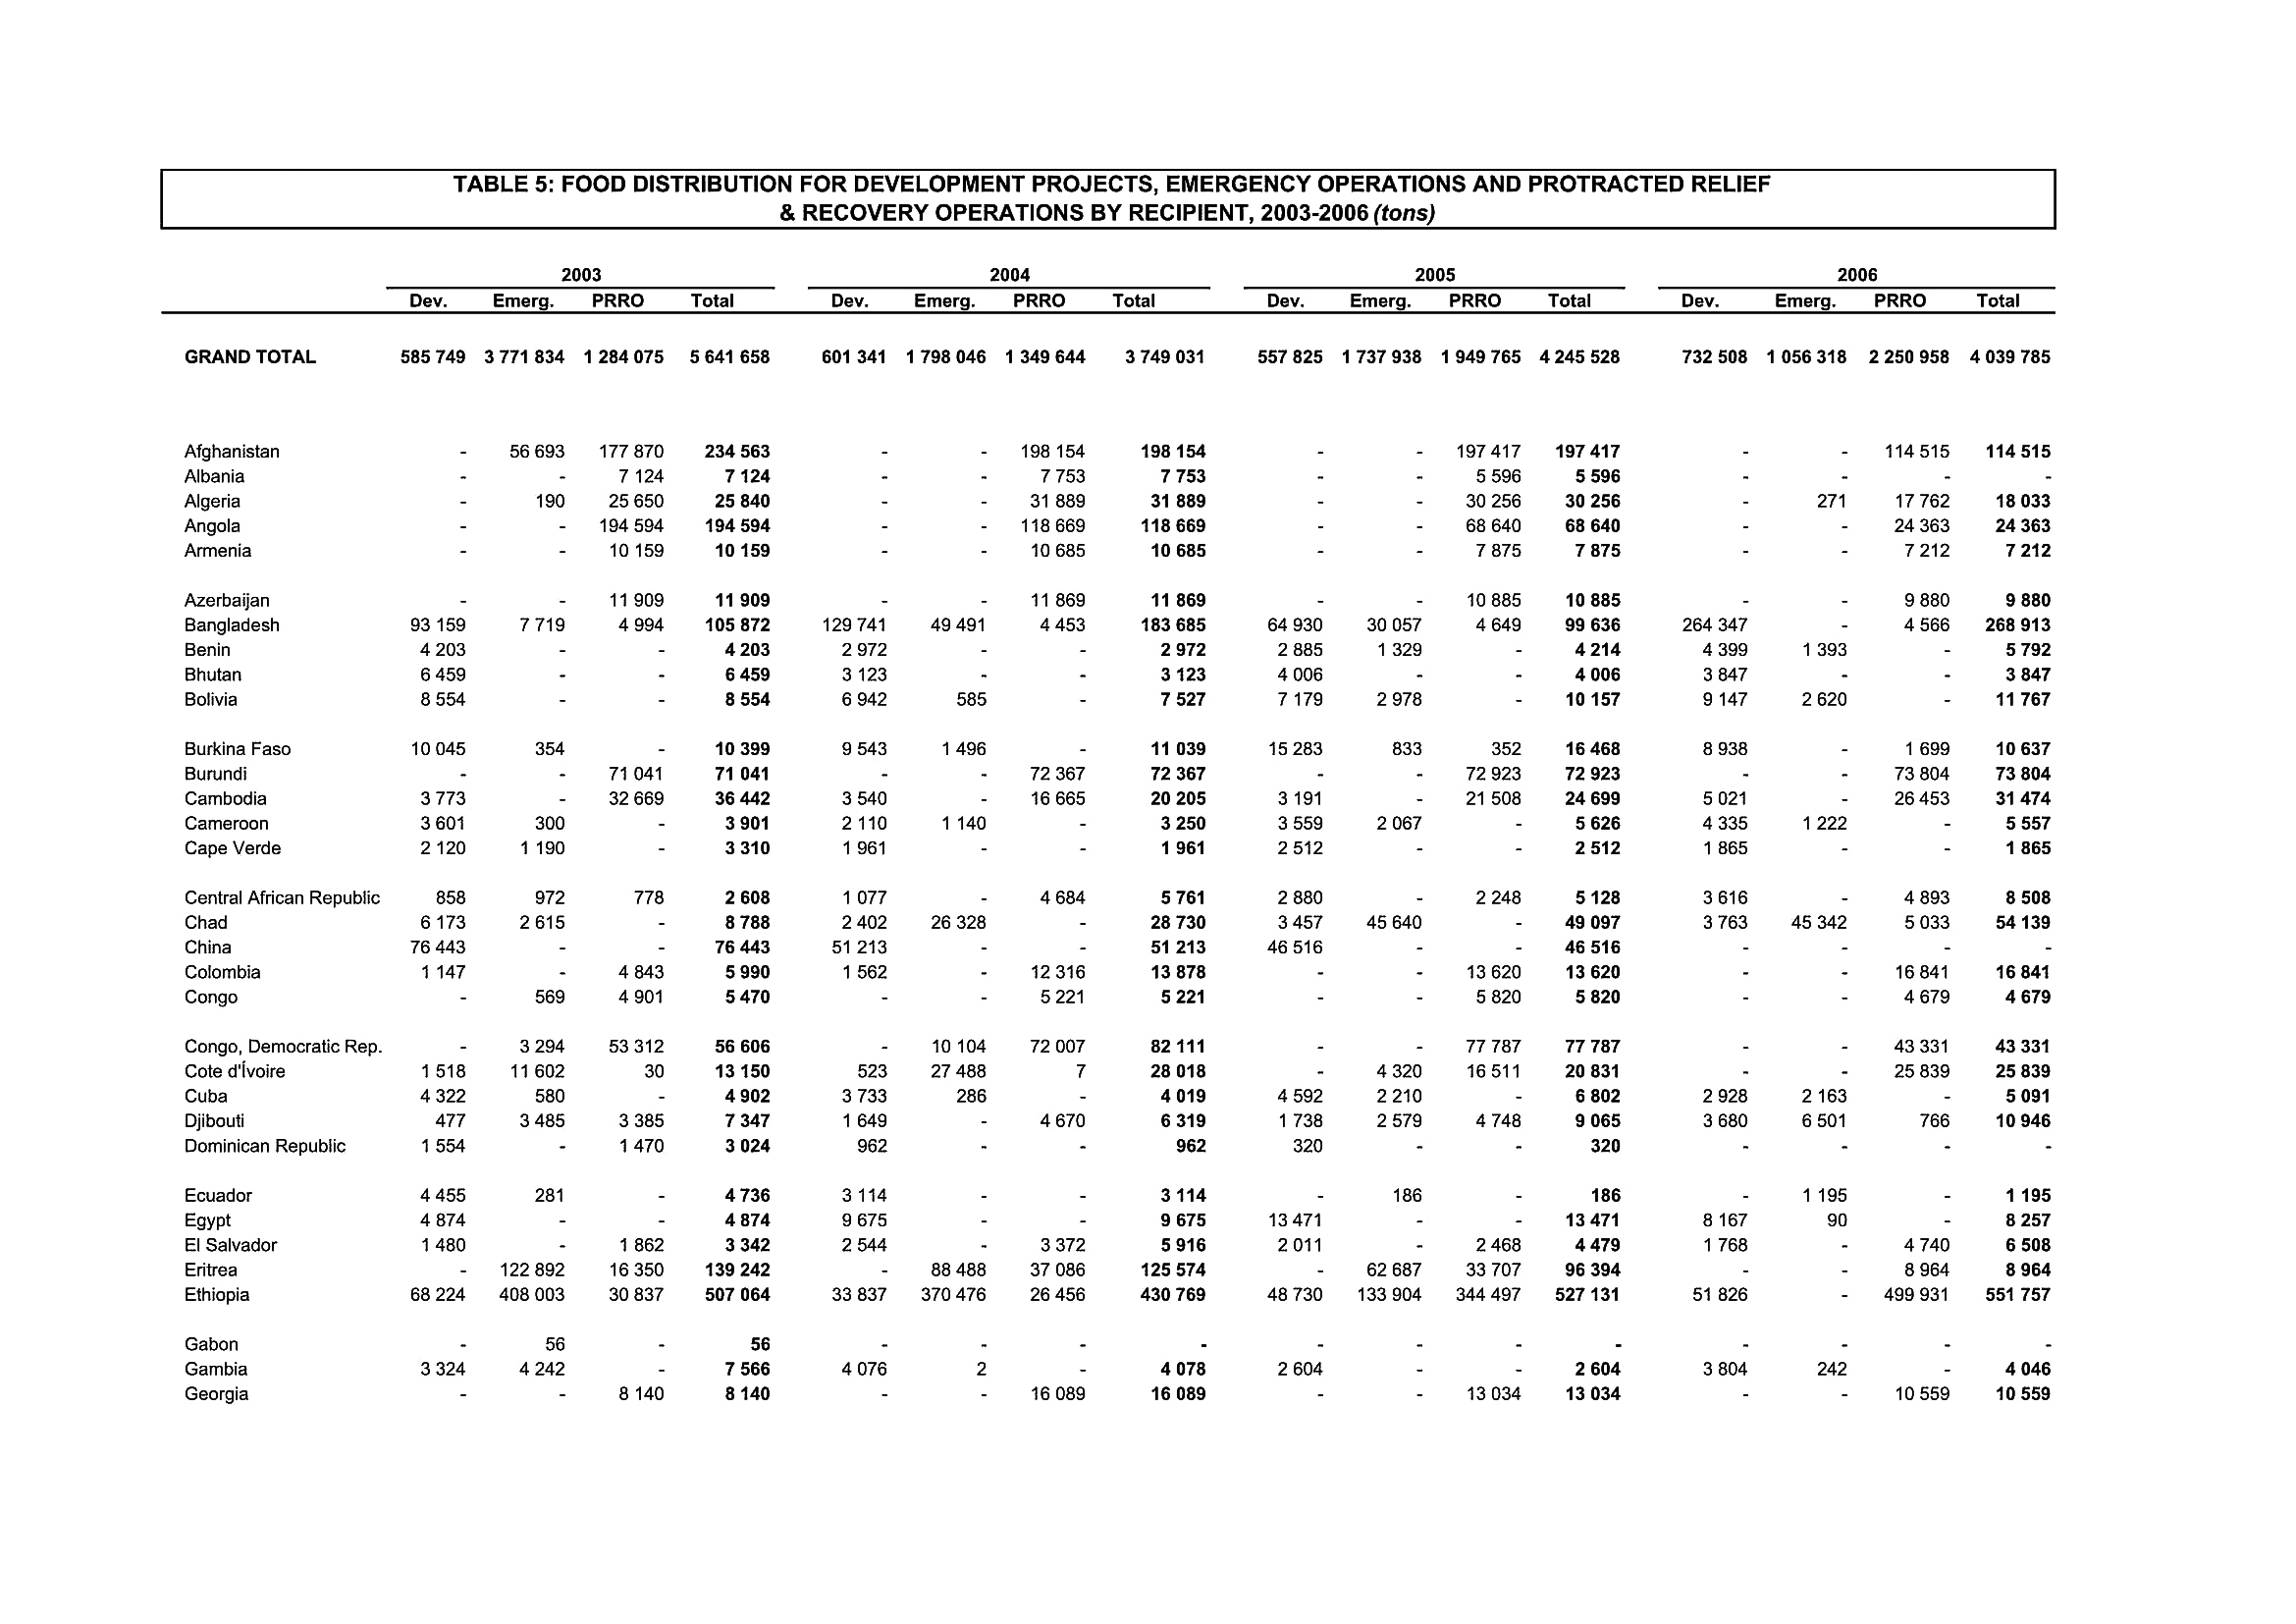 TABLE 5: FOOD DISTRIBUTION FOR DEVELOPMENT PROJECTS, EMERGENCY OPERATIONS AND PROTRACTED RELIEF
& RECOVERY OPERATIONS BY RECIPIENT, 2003-2006 (tons)
2003 2004 2005 2006
Dev. Emerg. PRRO Total Dev. Emerg. PRRO Total Dev. Emerg. PRRO Total Dev. Emerg. PRRO Total
GRAND TOTAL 585 749 3 771 834 1 284 075 5 641 658 601 341 1 798 046 1 349 644 3 749 031 557 825 1 737 938 1 949 765 4 245 528 732 508 1 056 318 2 250 958 4 039 785
Afghanistan - 56 693 177 870 234 563 - - 198 154 198 154 - - 197 417 197 417 - - 114 515 114 515
Albania - - 7 124 7 124 - - 7 753 7 753 - - 5 596 5 596 - - - -
Algeria - 190 25 650 25 840 - - 31 889 31 889 - - 30 256 30 256 - 271 17 762 18 033
Angola - - 194 594 194 594 - - 118 669 118 669 - - 68 640 68 640 - - 24 363 24 363
Armenia - - 10 159 10 159 - - 10 685 10 685 - - 7 875 7 875 - - 7 212 7 212
Azerbaijan - - 11 909 11 909 - - 11 869 11 869 - - 10 885 10 885 - - 9 880 9 880
Bangladesh 93 159 7 719 4 994 105 872 129 741 49 491 4 453 183 685 64 930 30 057 4 649 99 636 264 347 - 4 566 268 913
Benin 4 203 - - 4 203 2 972 - - 2 972 2 885 1 329 - 4 214 4 399 1 393 - 5 792
Bhutan 6 459 - - 6 459 3 123 - - 3 123 4 006 - - 4 006 3 847 - - 3 847
Bolivia 8 554 - - 8 554 6 942 585 - 7 527 7 179 2 978 - 10 157 9 147 2 620 - 11 767
Burkina Faso 10 045 354 - 10 399 9 543 1 496 - 11 039 15 283 833 352 16 468 8 938 - 1 699 10 637
Burundi - - 71 041 71 041 - - 72 367 72 367 - - 72 923 72 923 - - 73 804 73 804
Cambodia 3 773 - 32 669 36 442 3 540 - 16 665 20 205 3 191 - 21 508 24 699 5 021 - 26 453 31 474
Cameroon 3 601 300 - 3 901 2 110 1 140 - 3 250 3 559 2 067 - 5 626 4 335 1 222 - 5 557
Cape Verde 2 120 1 190 - 3 310 1 961 - - 1 961 2 512 - - 2 512 1 865 - - 1 865
Central African Republic 858 972 778 2 608 1 077 - 4 684 5 761 2 880 - 2 248 5 128 3 616 - 4 893 8 508
Chad 6 173 2 615 - 8 788 2 402 26 328 - 28 730 3 457 45 640 - 49 097 3 763 45 342 5 033 54 139
China 76 443 - - 76 443 51 213 - - 51 213 46 516 - - 46 516 - - - -
Colombia 1 147 - 4 843 5 990 1 562 - 12 316 13 878 - - 13 620 13 620 - - 16 841 16 841
Congo - 569 4 901 5 470 - - 5 221 5 221 - - 5 820 5 820 - - 4 679 4 679
Congo, Democratic Rep. - 3 294 53 312 56 606 - 10 104 72 007 82 111 - - 77 787 77 787 - - 43 331 43 331
Cote d'Ívoire 1 518 11 602 30 13 150 523 27 488 7 28 018 - 4 320 16 511 20 831 - - 25 839 25 839
Cuba 4 322 580 - 4 902 3 733 286 - 4 019 4 592 2 210 - 6 802 2 928 2 163 - 5 091
Djibouti 477 3 485 3 385 7 347 1 649 - 4 670 6 319 1 738 2 579 4 748 9 065 3 680 6 501 766 10 946
Dominican Republic 1 554 - 1 470 3 024 962 - - 962 320 - - 320 - - - -
Ecuador 4 455 281 - 4 736 3 114 - - 3 114 - 186 - 186 - 1 195 - 1 195
Egypt 4 874 - - 4 874 9 675 - - 9 675 13 471 - - 13 471 8 167 90 - 8 257
El Salvador 1 480 - 1 862 3 342 2 544 - 3 372 5 916 2 011 - 2 468 4 479 1 768 - 4 740 6 508
Eritrea - 122 892 16 350 139 242 - 88 488 37 086 125 574 - 62 687 33 707 96 394 - - 8 964 8 964
Ethiopia 68 224 408 003 30 837 507 064 33 837 370 476 26 456 430 769 48 730 133 904 344 497 527 131 51 826 - 499 931 551 757
Gabon - 56 - 56 - - - - - - - - - - - -
Gambia 3 324 4 242 - 7 566 4 076 2 - 4 078 2 604 - - 2 604 3 804 242 - 4 046
Georgia - - 8 140 8 140 - - 16 089 16 089 - - 13 034 13 034 - - 10 559 10 559